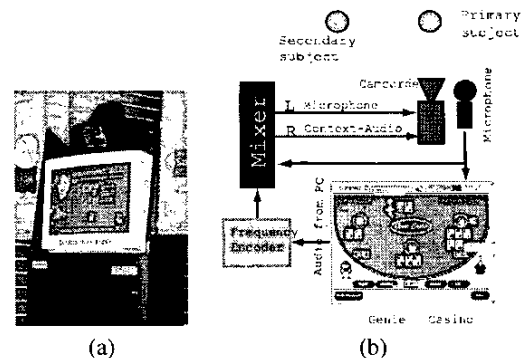 Primary
subject
Secondary
subject
Camcorder
Mixer
L Microphone
R Context-Audio
Microphone
Audio from PC
Frequency
Encoder
Genie Casino
(a)
(b)